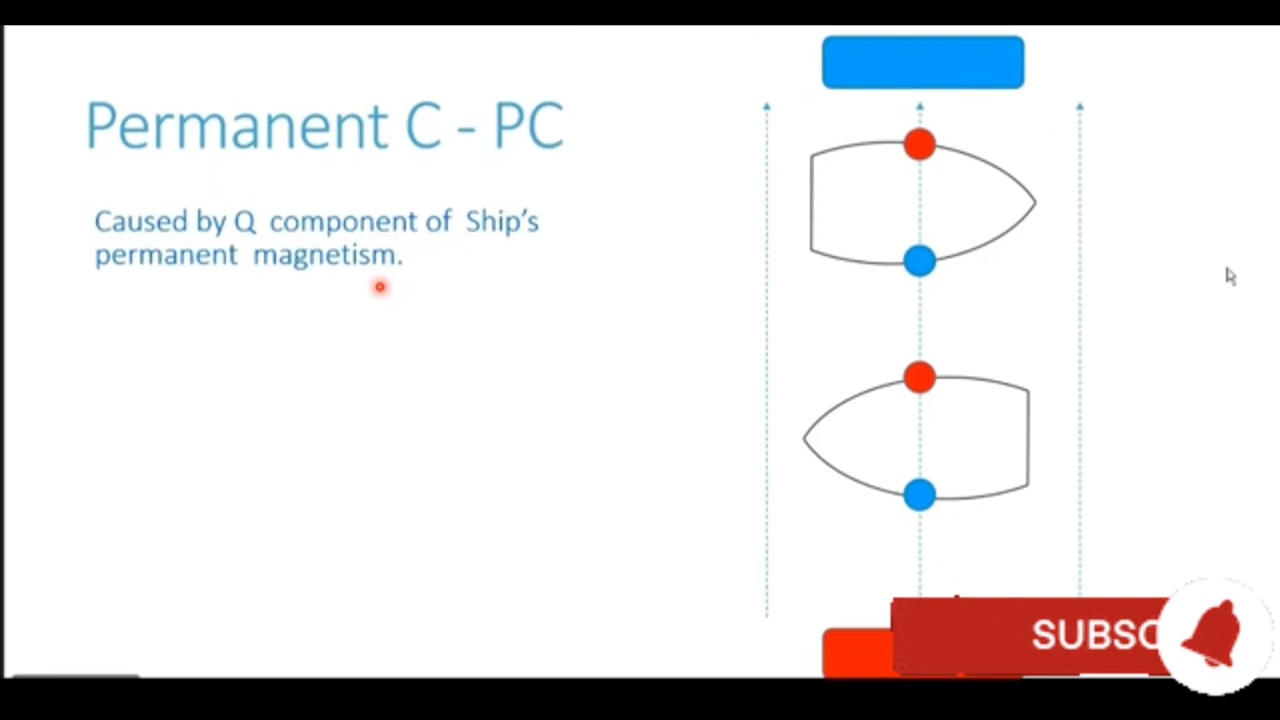 Permanent C - PC
Caused by Q component of Ship's
permanent magnetism.
SUBSC